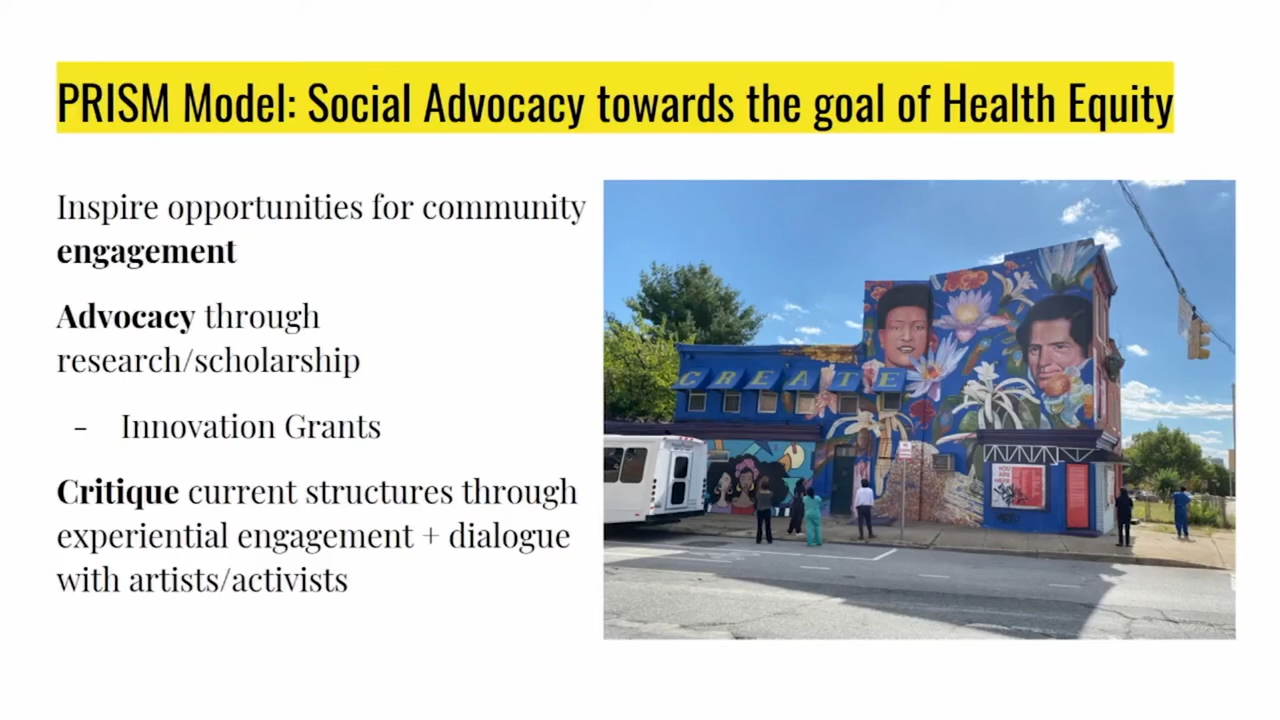 PRISM Model: Social Advocacy towards the goal of Health Equity
Inspire opportunities for community
engagement
Advocacy through
research/scholarship
- Innovation Grants
Critique current structures through
experiential engagement + dialogue
with artists/activists
CREATE